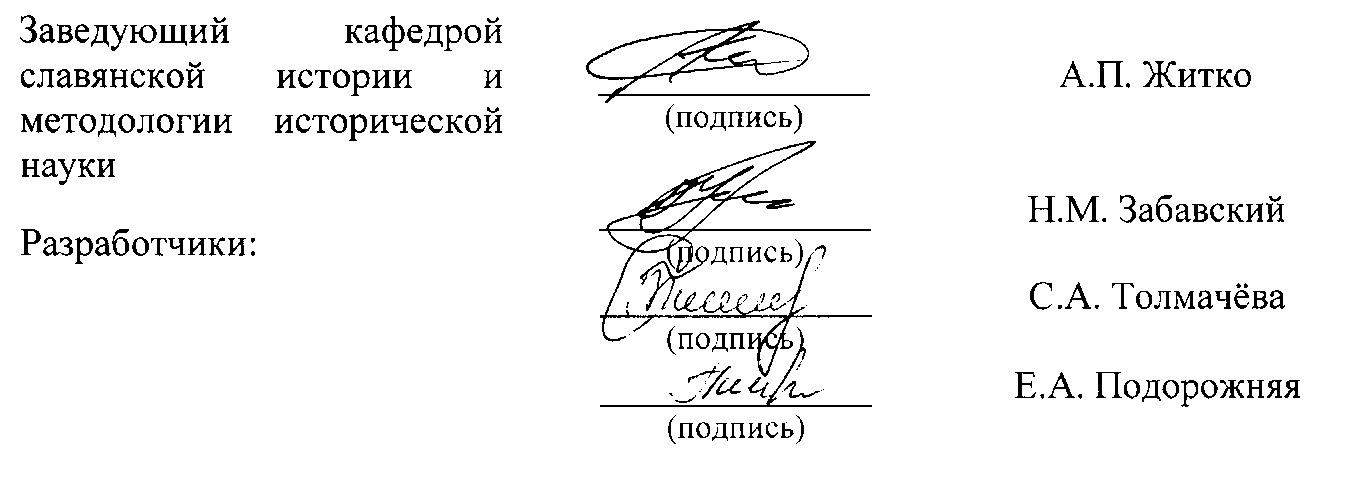 Заведующий кафедрой
славянской истории и
методологии исторической
науки
А.П. Житко
(подпись)
Разработчики:
Н.М. Забавский
(подпись)
С.А. Толмачёва
(подпись)
Е.А. Подорожняя
(подпись)